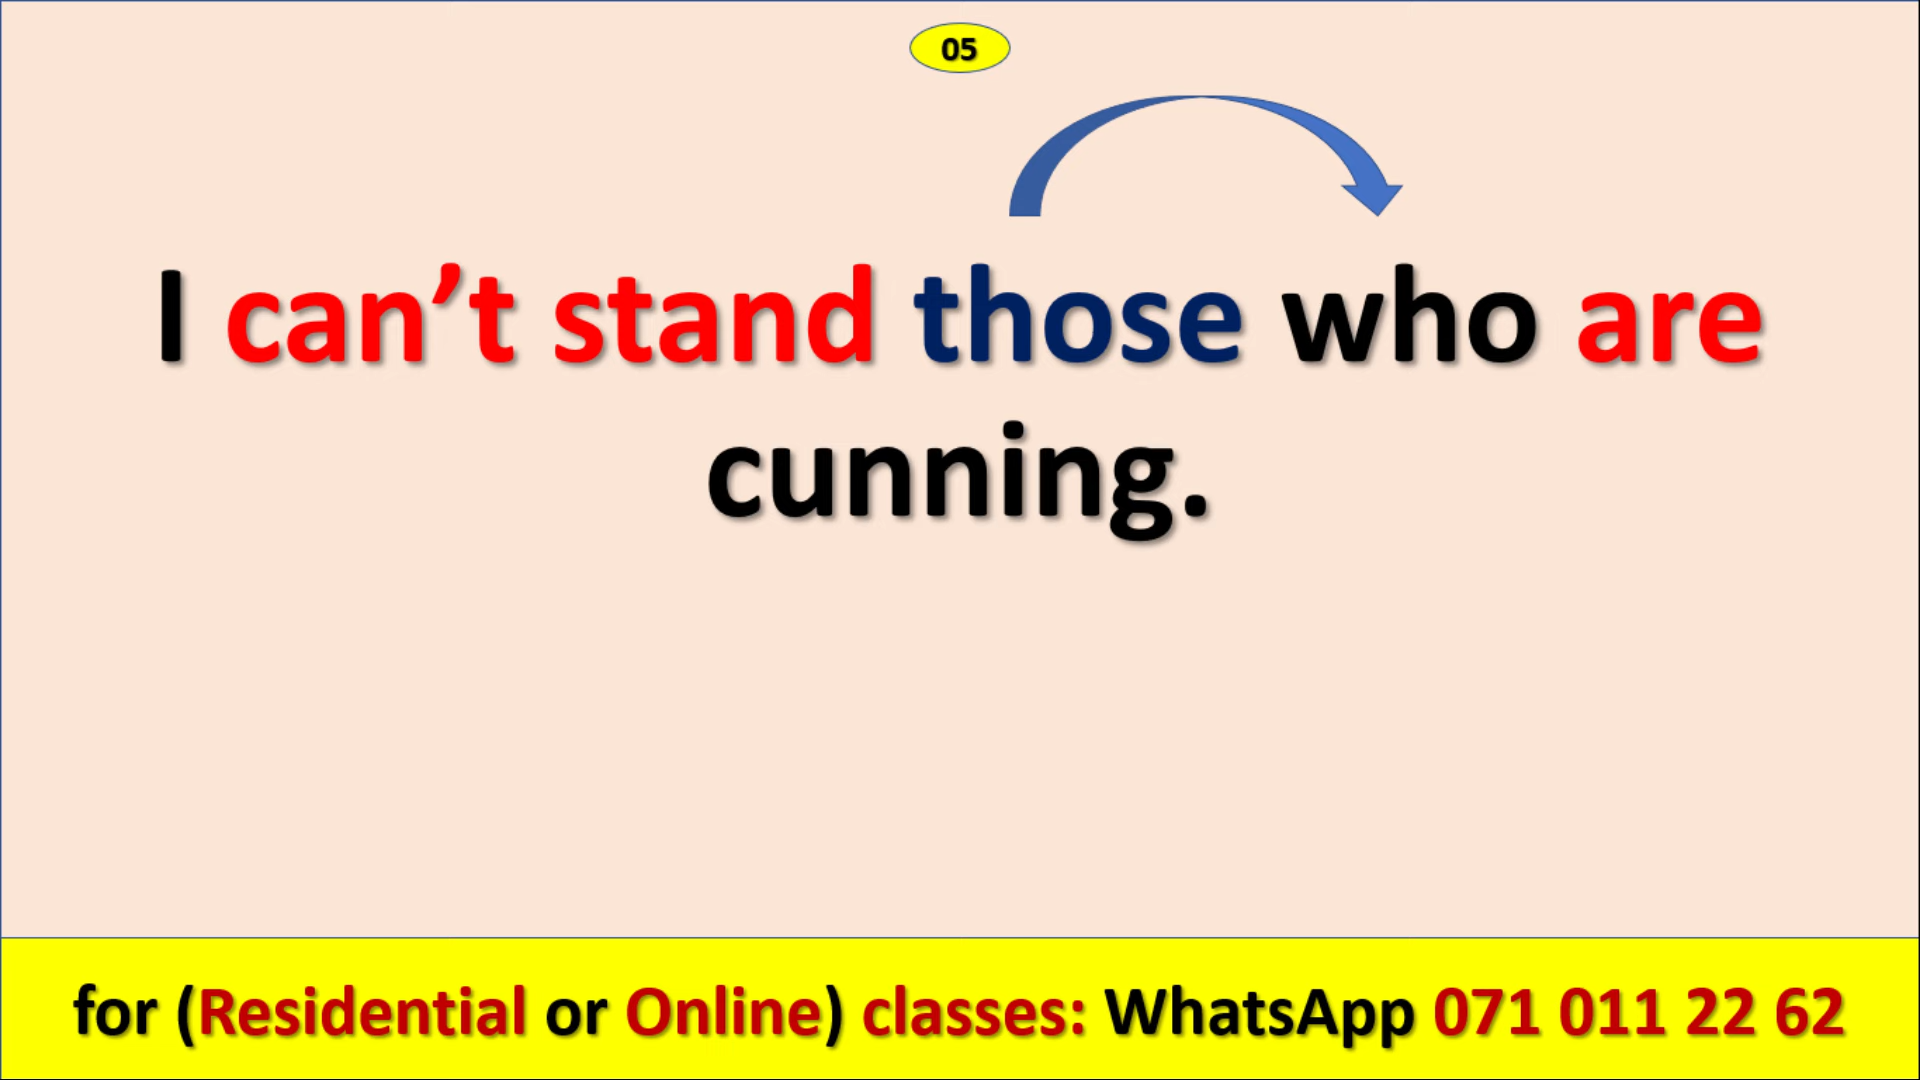 05
I can’t stand those who are
cunning.
for (Residential or Online) classes: WhatsApp 071 011 22 62